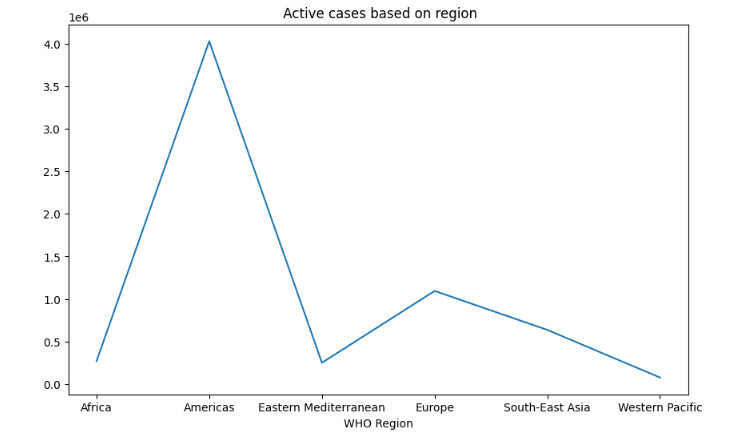 Active cases based on region
1e6
4.0
3.5
3.0
2.5
2.0
1.5
1.0
0.5
0.0
Africa Americas Eastern Mediterranean Europe South-East Asia Western Pacific
WHO Region